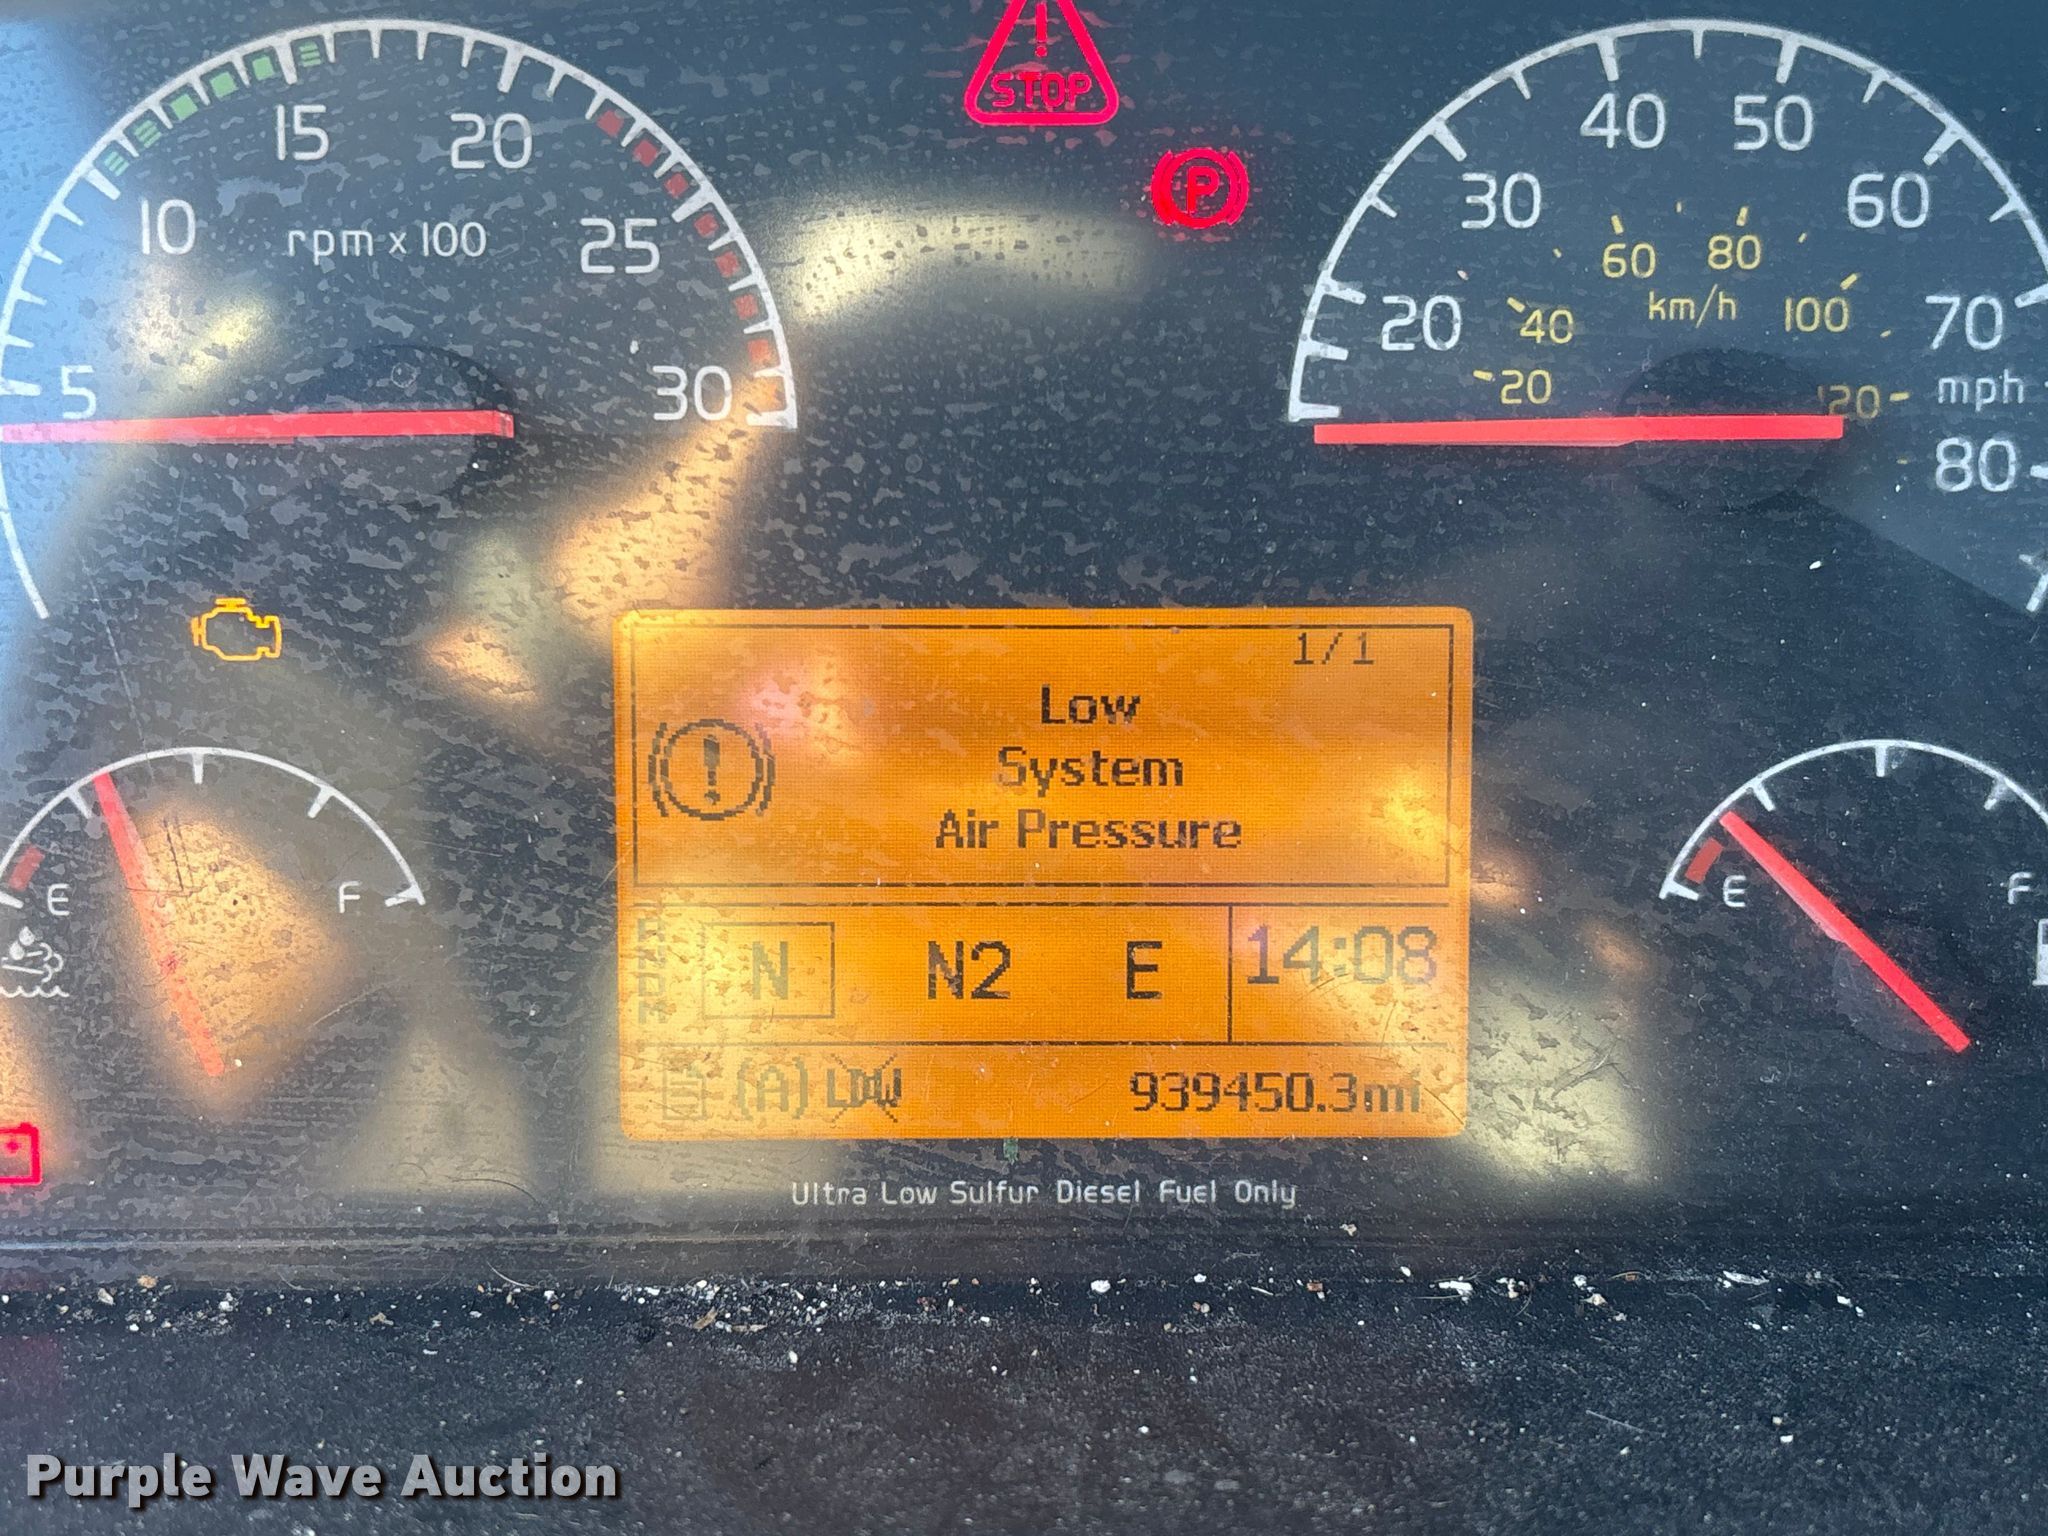 STOP
P
5
10
15
20
25
30
rpm x 100
20
30
40
50
60
70
80
mph
20
40
60
80
100
120
km/h
E
F
E
F
1/1
Low
System
Air Pressure
N
N2
E
14:08
(A) LDW
939450.3mi
Ultra Low Sulfur Diesel Fuel Only
Purple Wave Auction